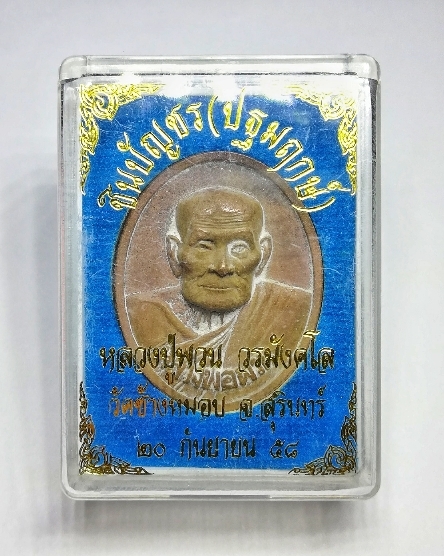 ชินบัญชร(ปฐมฤกษ์)
หลวงปู่พวน วรมังคโล
วัดช้างหมอบ จ.สุรินทร์
๒๐ กันยายน ๕๘